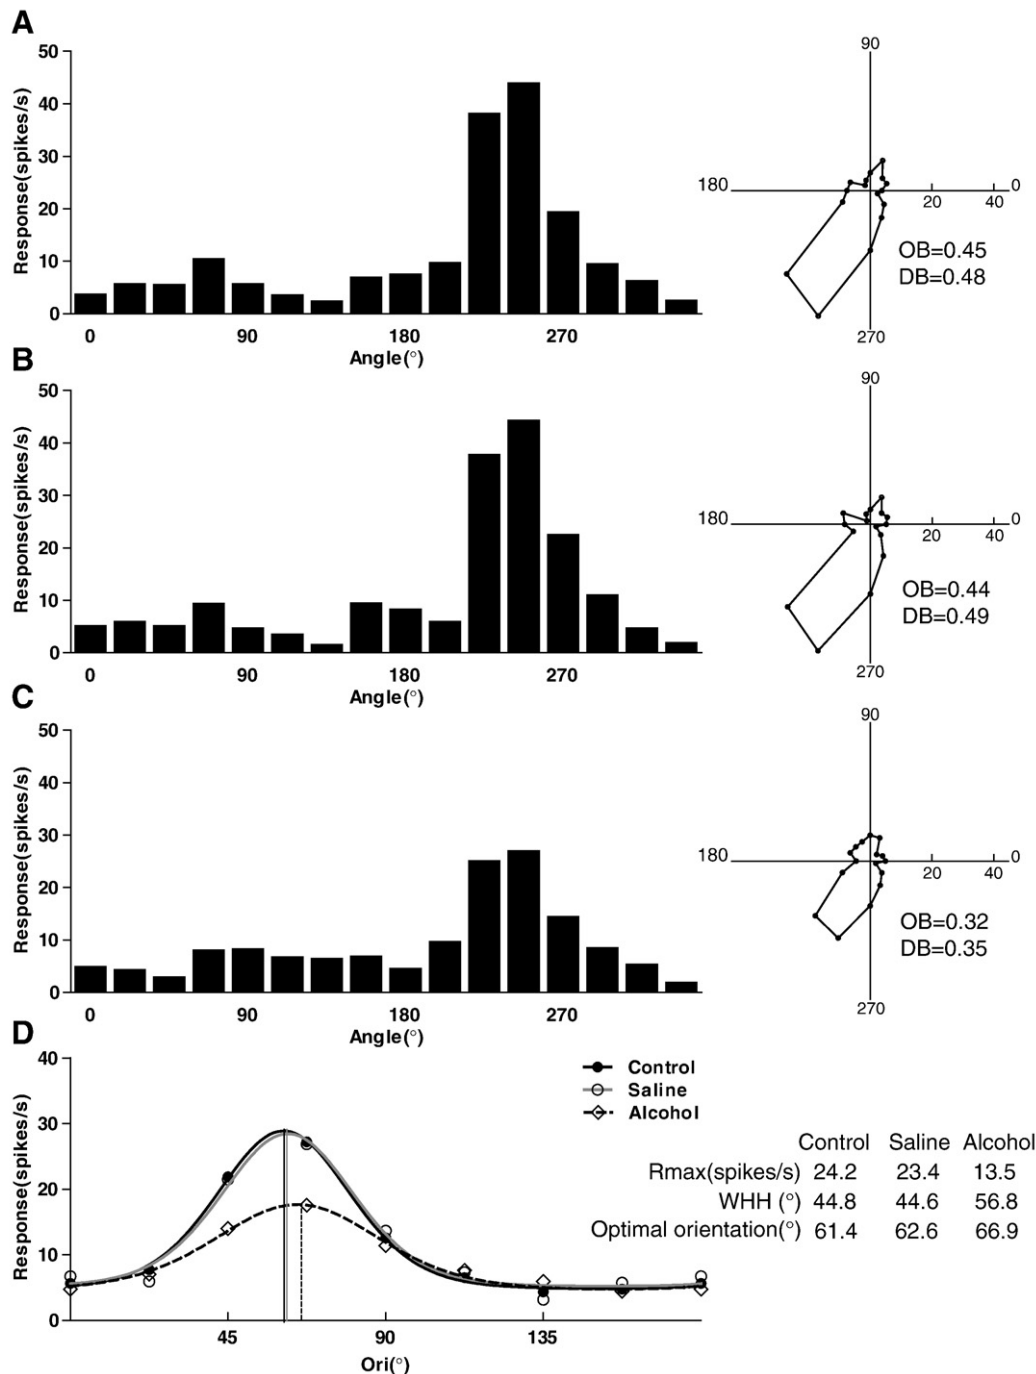 A
Response(spikes/s)
50
40
30
20
10
0
0 90 180 270
Angle(°)
90
180 0
20 40
OB=0.45
DB=0.48
270
B
Response(spikes/s)
50
40
30
20
10
0
0 90 180 270
Angle(°)
90
180 0
20 40
OB=0.44
DB=0.49
270
C
Response(spikes/s)
50
40
30
20
10
0
0 90 180 270
Angle(°)
90
180 0
20 40
OB=0.32
DB=0.35
270
D
Response(spikes/s)
40
30
20
10
0
45 90 135
Ori(°)
Control
Saline
Alcohol
Control Saline Alcohol
Rmax(spikes/s) 24.2 23.4 13.5
WHH (°) 44.8 44.6 56.8
Optimal orientation(°) 61.4 62.6 66.9